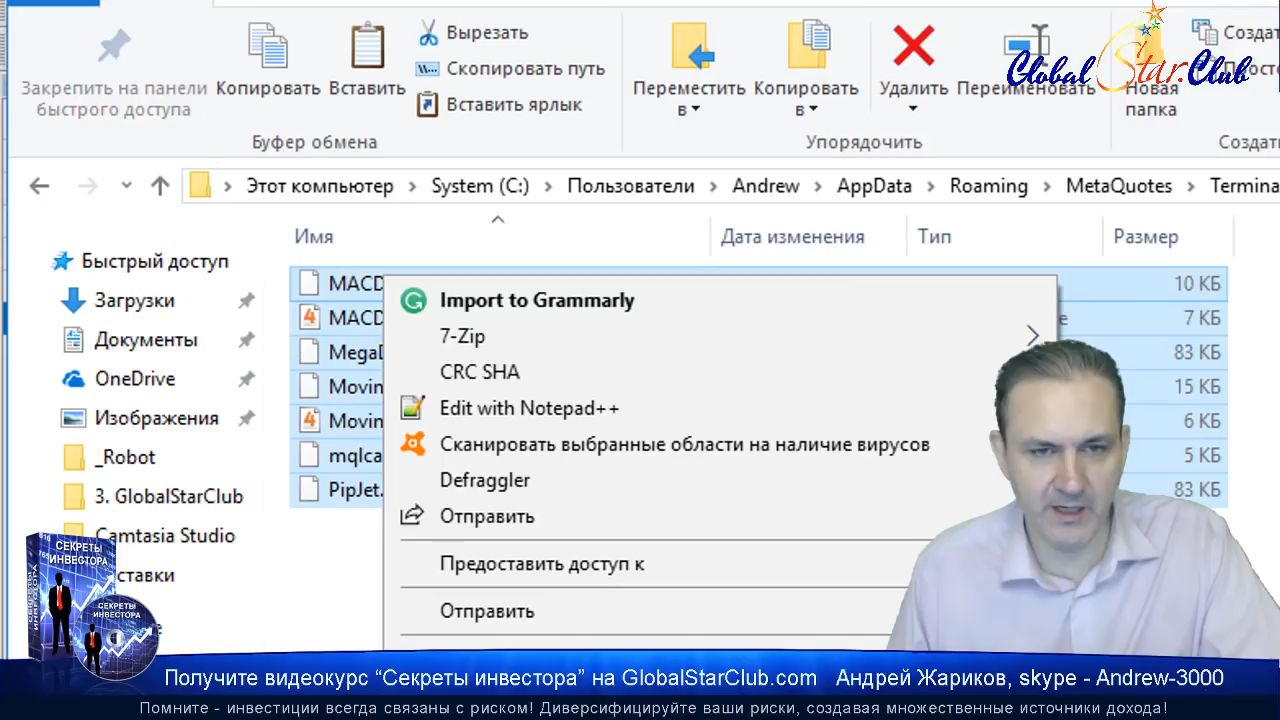 Закрепить на панели
быстрого доступа
Копировать
Вставить
Вырезать
Скопировать путь
Вставить ярлык
Буфер обмена
Переместить
в
Копировать
в
Удалить
Переименовать
Упорядочить
Новая
папка
Global Star.Club
Этот компьютер
System (C:)
Пользователи
Andrew
AppData
Roaming
MetaQuotes
Имя
Дата изменения
Тип
Размер
Быстрый доступ
Загрузки
Документы
OneDrive
Изображения
_Robot
3. GlobalStarClub
Camtasia Studio
MACD
10 КБ
MACD
7 КБ
83 КБ
15 КБ
6 КБ
5 КБ
PipJet.
83 КБ
Import to Grammarly
7-Zip
CRC SHA
Edit with Notepad++
Сканировать выбранные области на наличие вирусов
Defraggler
Отправить
Предоставить доступ к
Отправить
СЕКРЕТЫ
ИНВЕСТОРА
СЕКРЕТЫ
ИНВЕСТОРА
Получите видеокурс “Секреты инвестора” на GlobalStarClub.com Андрей Жариков, skype - Andrew-3000
Помните - инвестиции всегда связаны с риском! Диверсифицируйте ваши риски, создавая множественные источники дохода!